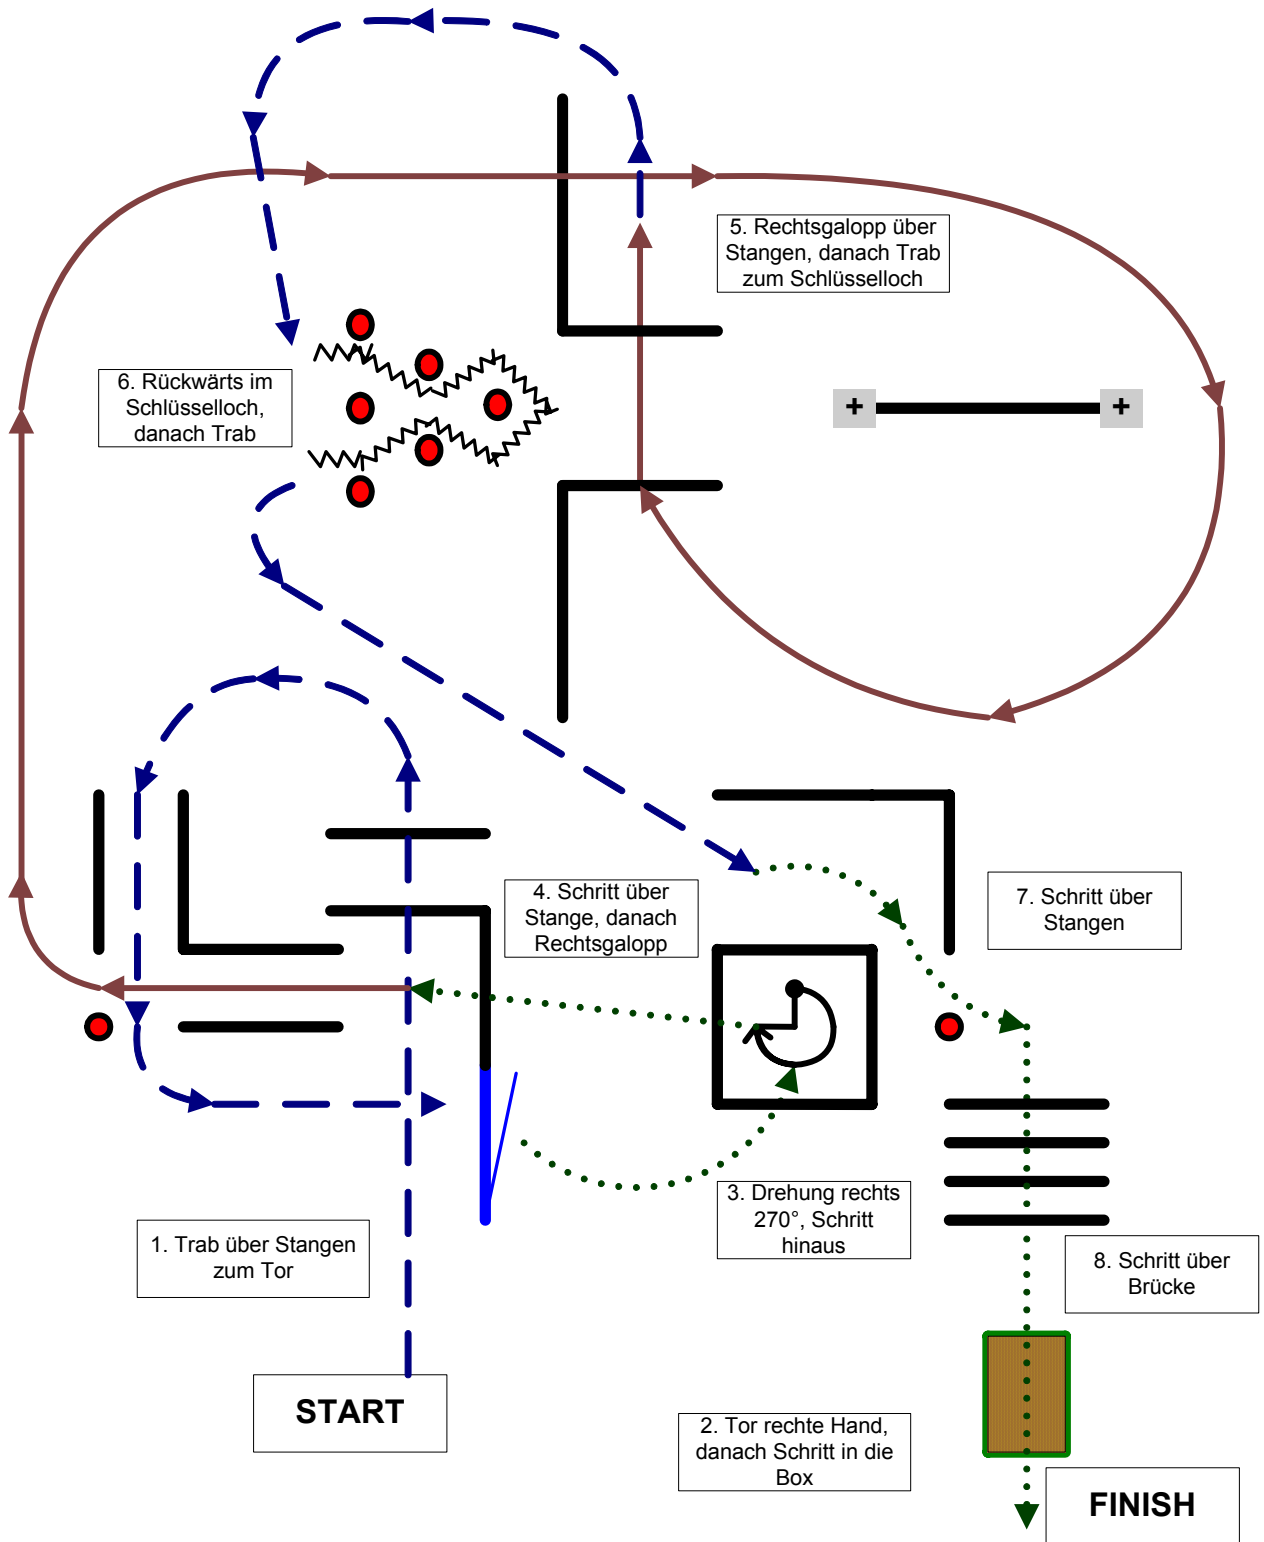 5. Rechtsgalopp über
Stangen, danach Trab
zum Schlüsselloch
6. Rückwärts im
Schlüsselloch,
danach Trab
+
+
4. Schritt über
Stange, danach
Rechtsgalopp
7. Schritt über
Stangen
3. Drehung rechts
270°, Schritt
hinaus
1. Trab über Stangen
zum Tor
8. Schritt über
Brücke
START
2. Tor rechte Hand,
danach Schritt in die
Box
FINISH